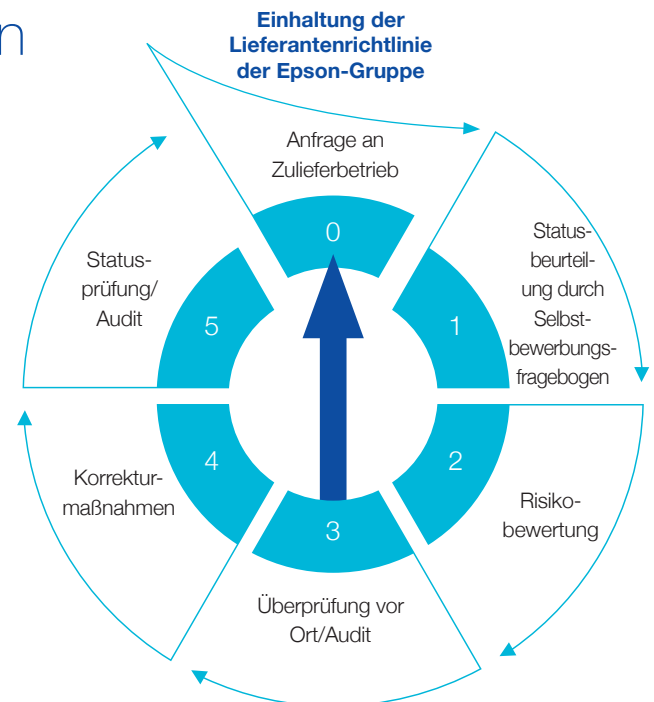 n
Einhaltung der
Lieferantenrichtlinie
der Epson-Gruppe
Anfrage an
Zulieferbetrieb
0
Status-
beurteil-
ung durch
Selbst-
bewerbungs-
fragebogen
1
2
Risiko-
bewertung
3
Überprüfung vor
Ort/Audit
4
Korrektur-
maßnahmen
5
Status-
prüfung/
Audit